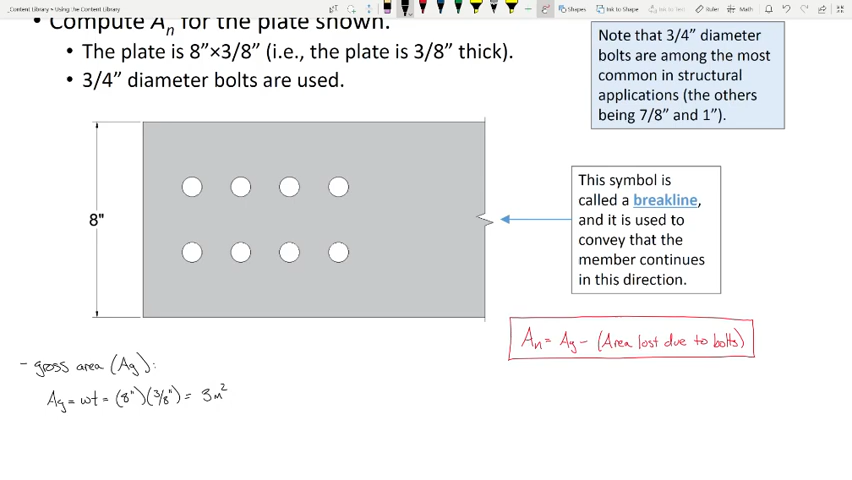 _Content Library • Using the Content Library
Shapes
Ink to Shape
Ink to Text
Ruler
Math
• Compute An for the plate shown.
• The plate is 8”×3/8” (i.e., the plate is 3/8” thick).
• 3/4” diameter bolts are used.
Note that 3/4” diameter
bolts are among the most
common in structural
applications (the others
being 7/8” and 1”).
8"
This symbol is
called a breakline,
and it is used to
convey that the
member continues
in this direction.
An = Ag - (Area lost due to bolts)
- gross area (Ag):
Ag = wt = (8")(3/8") = 3in²